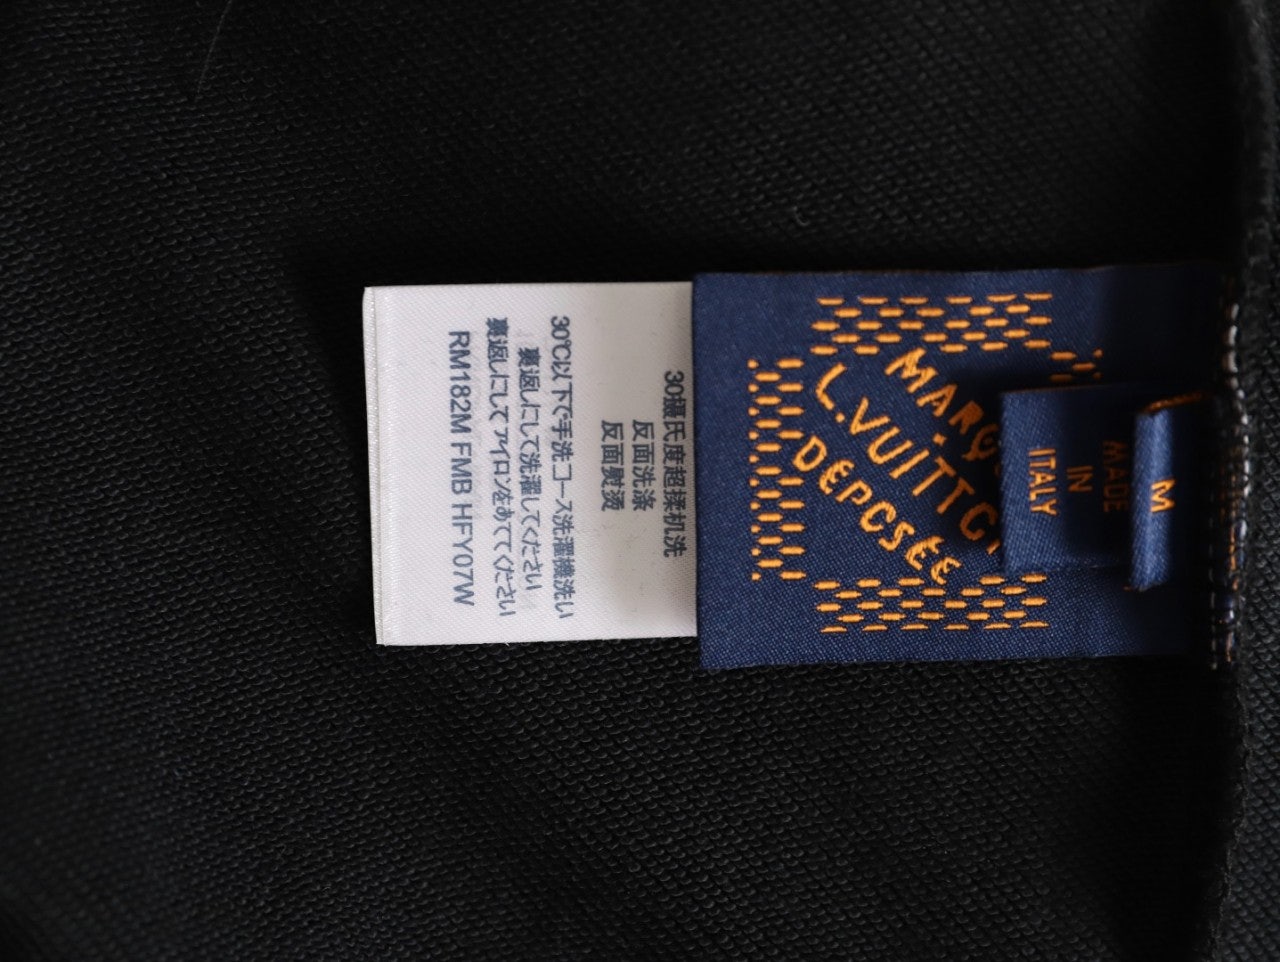 MARQ
L.VUITTO
DEPCSEE
MADE
IN
ITALY
M
30摄氏度超揉机洗
反面洗涤
反面熨烫
30℃以下で手洗コース洗濯機洗い
裏返しにして洗濯してください
裏返しにしてアイロンをあててください
RM182M FMB HFY07W